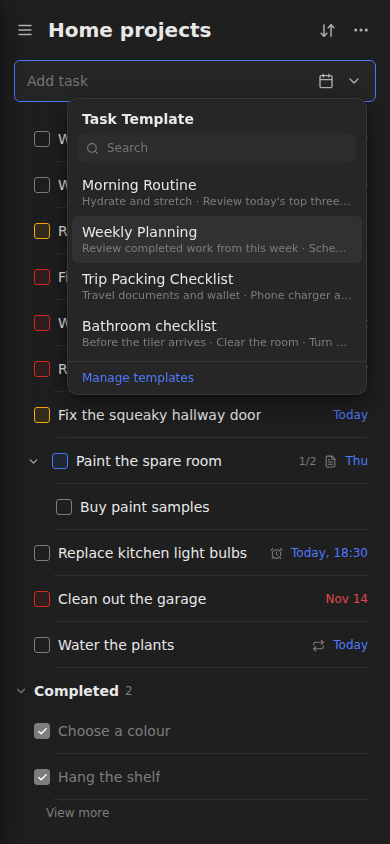 Home projects
Add task
Task Template
Search
Morning Routine
Hydrate and stretch · Review today's top three…
Weekly Planning
Review completed work from this week · Sche…
Trip Packing Checklist
Travel documents and wallet · Phone charger a…
Bathroom checklist
Before the tiler arrives · Clear the room · Turn …
Manage templates
Fix the squeaky hallway door Today
Paint the spare room 1/2 Thu
Buy paint samples
Replace kitchen light bulbs Today, 18:30
Clean out the garage Nov 14
Water the plants Today
Completed 2
Choose a colour
Hang the shelf
View more